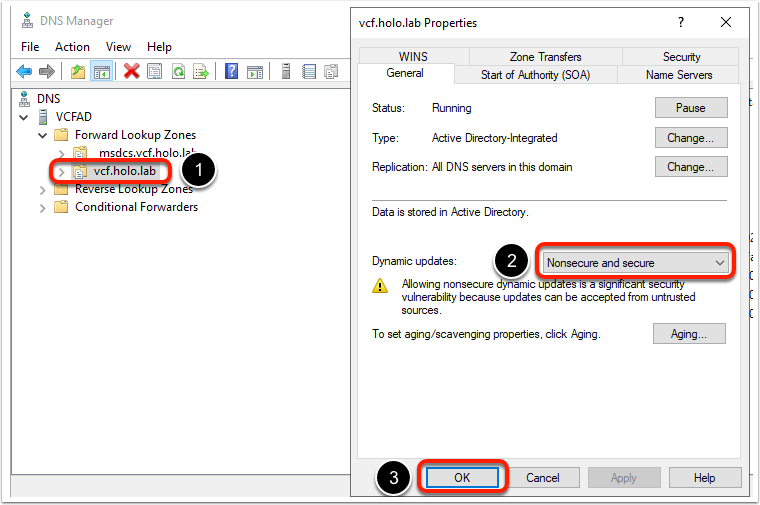 DNS Manager
File Action View Help
DNS
VCFAD
Forward Lookup Zones
_msdcs.vcf.holo.lab
vcf.holo.lab
1
Reverse Lookup Zones
Conditional Forwarders
vcf.holo.lab Properties
? ✕
WINS Zone Transfers Security
General Start of Authority (SOA) Name Servers
Status: Running Pause
Type: Active Directory-Integrated Change...
Replication: All DNS servers in this domain Change...
Data is stored in Active Directory.
Dynamic updates: 2 Nonsecure and secure
Allowing nonsecure dynamic updates is a significant security
vulnerability because updates can be accepted from untrusted
sources.
To set aging/scavenging properties, click Aging. Aging...
3 OK Cancel Apply Help